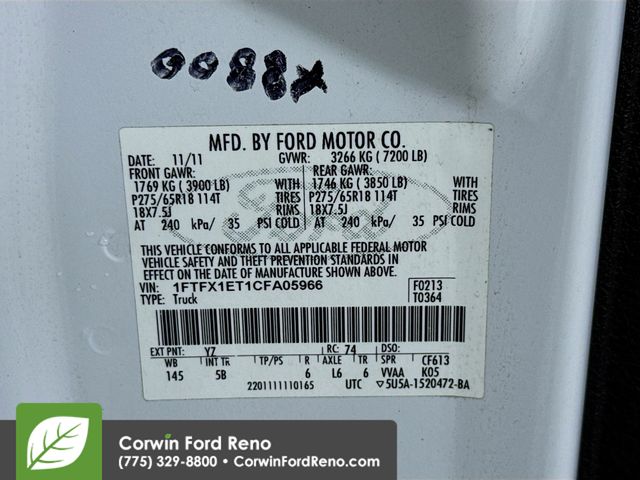 0088X
MFD. BY FORD MOTOR CO.
DATE: 11/11 GVWR: 3266 KG ( 7200 LB)
FRONT GAWR: REAR GAWR:
1769 KG ( 3900 LB) WITH 1746 KG ( 3850 LB) WITH
P275/65R18 114T TIRES P275/65R18 114T TIRES
18X7.5J RIMS 18X7.5J RIMS
AT 240 kPa/ 35 PSI COLD AT 240 kPa/ 35 PSI COLD
THIS VEHICLE CONFORMS TO ALL APPLICABLE FEDERAL MOTOR
VEHICLE SAFETY AND THEFT PREVENTION STANDARDS IN
EFFECT ON THE DATE OF MANUFACTURE SHOWN ABOVE.
VIN: 1FTFX1ET1CFA05966 F0213
TYPE: Truck T0364
EXT PNT: YZ RC: 74 DSO:
WB INT TR TP/PS R AXLE TR SPR CF613
145 5B 6 L6 6 VVAA K05
2201111110165 UTC ▽5U5A-1520472-BA
Corwin Ford Reno
(775) 329-8800 • CorwinFordReno.com